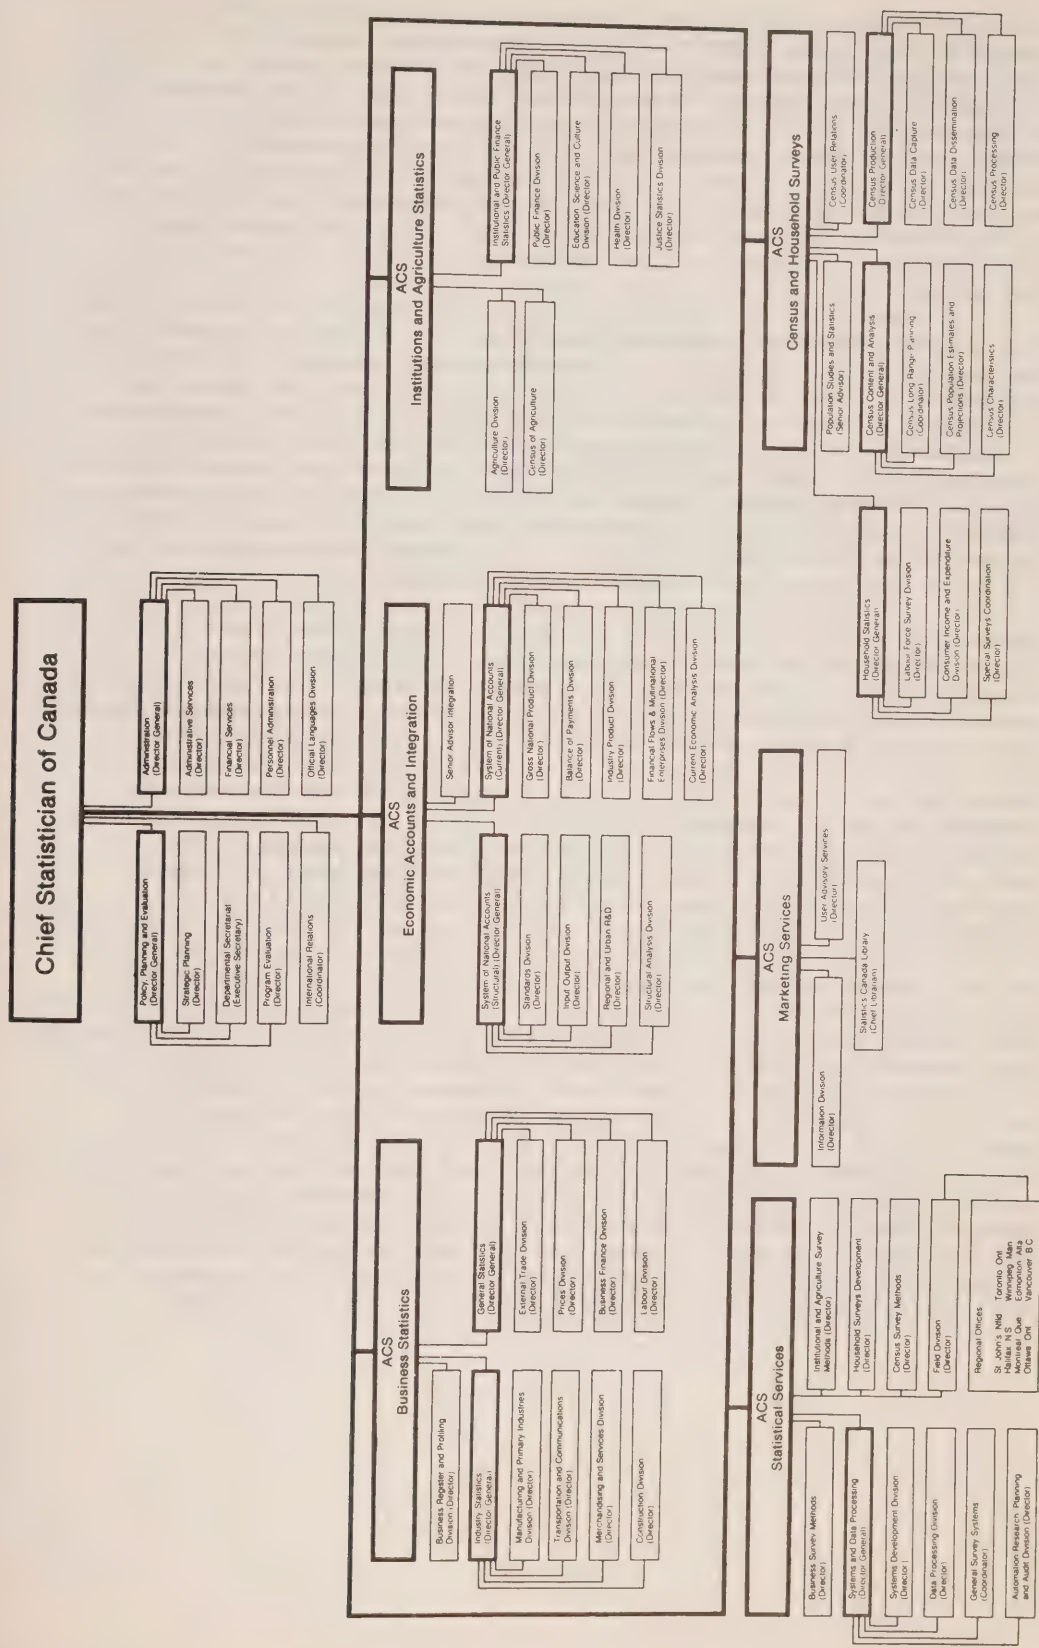 Chief Statistician of Canada
Policy, Planning and Evaluation
(Director General)
Strategic Planning
(Director)
Departmental Secretariat
(Executive Secretary)
Program Evaluation
(Director)
International Relations
(Coordinator)
Administration
(Director General)
Administrative Services
(Director)
Financial Services
(Director)
Personnel Administration
(Director)
Official Languages Division
(Director)
ACS
Business Statistics
Business Register and Profiling
Division (Director)
Industry Statistics
(Director General)
Manufacturing and Primary Industries
Division (Director)
Transportation and Communications
Division (Director)
Merchandising and Services Division
(Director)
Construction Division
(Director)
General Statistics
(Director General)
External Trade Division
(Director)
Prices Division
(Director)
Business Finance Division
(Director)
Labour Division
(Director)
ACS
Economic Accounts and Integration
System of National Accounts
(Structural) (Director General)
Standards Division
(Director)
Input Output Division
(Director)
Regional and Urban R&D
(Director)
Structural Analysis Division
(Director)
Senior Advisor Integration
System of National Accounts
(Current) (Director General)
Gross National Product Division
(Director)
Balance of Payments Division
(Director)
Industry Product Division
(Director)
Financial Flows & Multinational
Enterprises Division (Director)
Current Economic Analysis Division
(Director)
ACS
Institutions and Agriculture Statistics
Agriculture Division
(Director)
Census of Agriculture
(Director)
Institutional and Public Finance
Statistics (Director General)
Public Finance Division
(Director)
Education Science and Culture
Division (Director)
Health Division
(Director)
Justice Statistics Division
(Director)
ACS
Statistical Services
Business Survey Methods
(Director)
Systems and Data Processing
(Director General)
Systems Development Division
(Director)
Data Processing Division
(Director)
General Survey Systems
(Coordinator)
Automation Research Planning
and Audit Division (Director)
Institutional and Agriculture Survey
Methods (Director)
Household Surveys Development
(Director)
Census Survey Methods
(Director)
Field Division
(Director)
Regional Offices
St John's Nfld Toronto Ont
Halifax N S Winnipeg Man
Montreal Que Edmonton Alta
Ottawa Ont Vancouver B C
ACS
Marketing Services
Information Division
(Director)
User Advisory Services
(Director)
Statistics Canada Library
(Chief Librarian)
ACS
Census and Household Surveys
Household Statistics
(Director General)
Labour Force Survey Division
(Director)
Consumer Income and Expenditure
Division (Director)
Special Surveys Coordination
(Director)
Population Studies and Statistics
(Senior Advisor)
Census Content and Analysis
(Director General)
Census Long Range Planning
(Coordinator)
Census Population Estimates and
Projections (Director)
Census Characteristics
(Director)
Census User Relations
(Coordinator)
Census Production
Director General)
Census Data Capture
(Director)
Census Data Dissemination
(Director)
Census Processing
(Director)